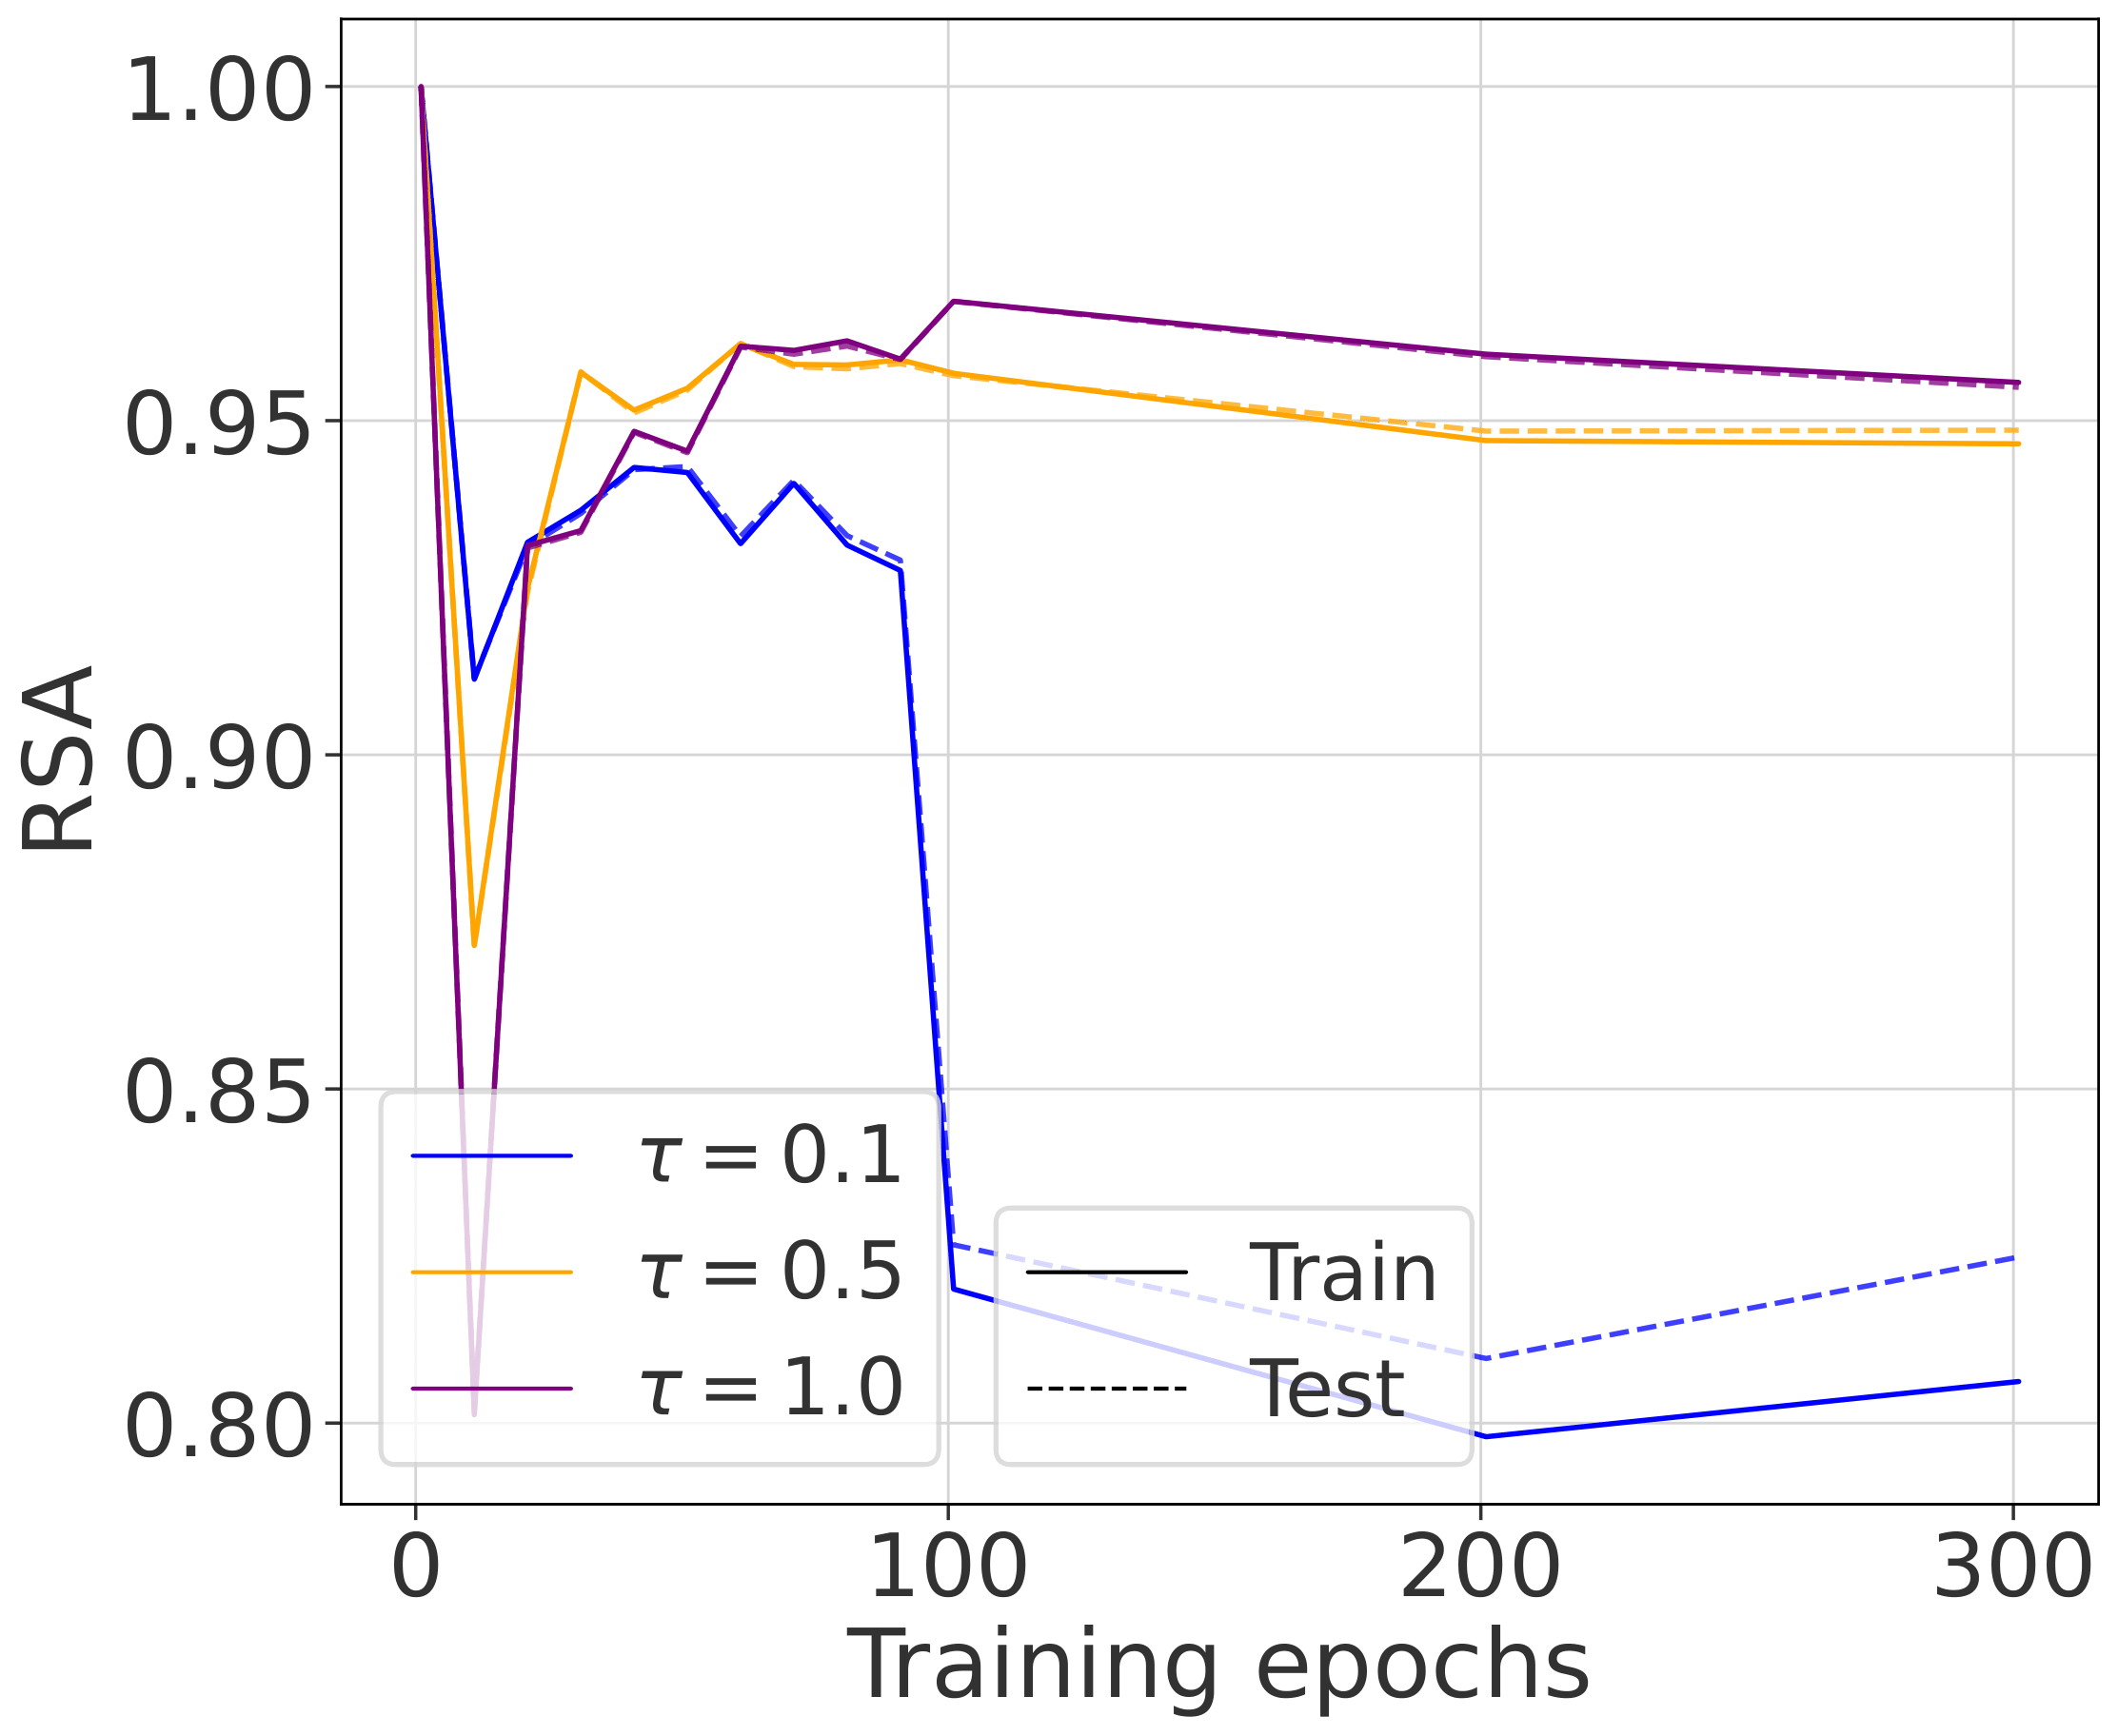 1.00
0.95
0.90
0.85
0.80
RSA
τ = 0.1
τ = 0.5
τ = 1.0
Train
Test
0 100 200 300
Training epochs